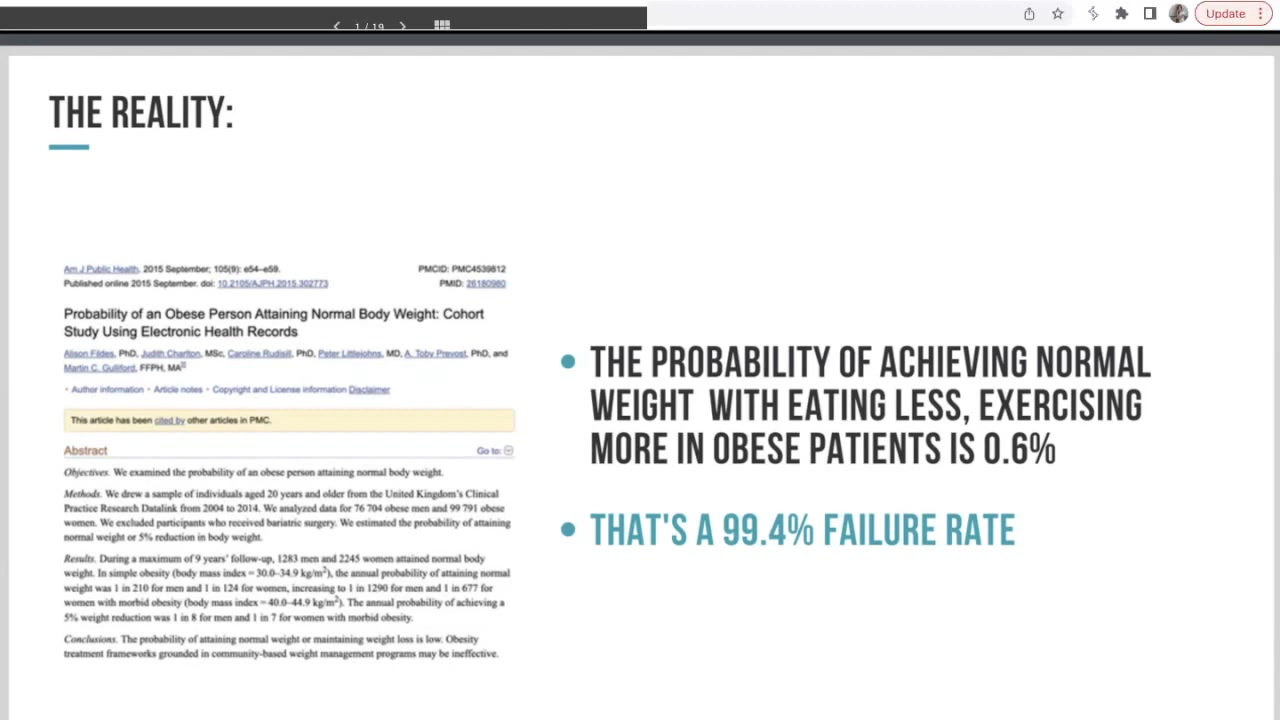 1 / 19
Update
THE REALITY:
Am J Public Health. 2015 September; 105(9): e54–e59.
PMCID: PMC4539812
Published online 2015 September. doi: 10.2105/AJPH.2015.302773
PMID: 26180980
Probability of an Obese Person Attaining Normal Body Weight: Cohort
Study Using Electronic Health Records
Alison Fildes, PhD, Judith Charlton, MSc, Caroline Rudisill, PhD, Peter Littlejohns, MD, A. Toby Prevost, PhD, and
Martin C. Gulliford, FFPH, MA
Author information Article notes Copyright and License information Disclaimer
This article has been cited by other articles in PMC.
Abstract
Go to:
Objectives. We examined the probability of an obese person attaining normal body weight.
Methods. We drew a sample of individuals aged 20 years and older from the United Kingdom's Clinical
Practice Research Datalink from 2004 to 2014. We analyzed data for 76 704 obese men and 99 791 obese
women. We excluded participants who received bariatric surgery. We estimated the probability of attaining
normal weight or 5% reduction in body weight.
Results. During a maximum of 9 years' follow-up, 1283 men and 2245 women attained normal body
weight. In simple obesity (body mass index = 30.0–34.9 kg/m²), the annual probability of attaining normal
weight was 1 in 210 for men and 1 in 124 for women, increasing to 1 in 1290 for men and 1 in 677 for
women with morbid obesity (body mass index = 40.0–44.9 kg/m²). The annual probability of achieving a
5% weight reduction was 1 in 8 for men and 1 in 7 for women with morbid obesity.
Conclusions. The probability of attaining normal weight or maintaining weight loss is low. Obesity
treatment frameworks grounded in community-based weight management programs may be ineffective.
• THE PROBABILITY OF ACHIEVING NORMAL
WEIGHT WITH EATING LESS, EXERCISING
MORE IN OBESE PATIENTS IS 0.6%
• THAT'S A 99.4% FAILURE RATE